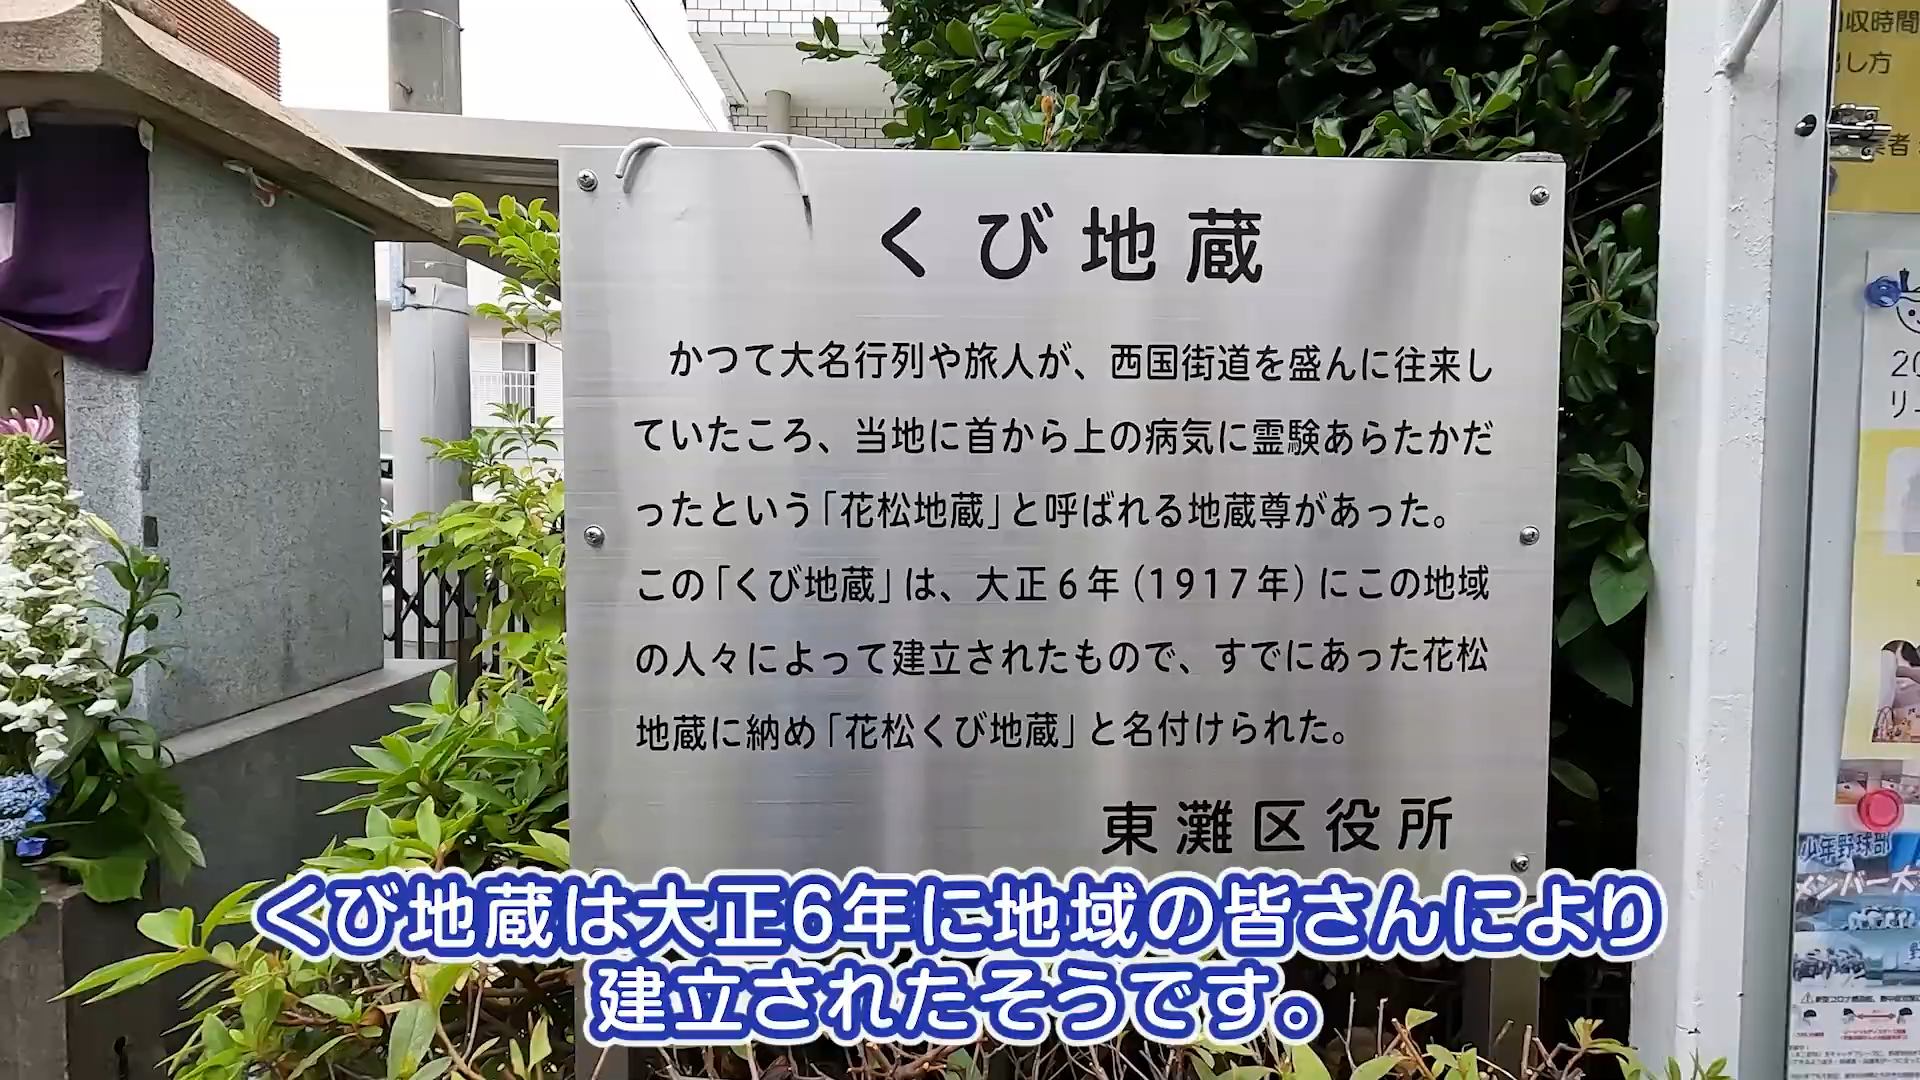 くび地蔵
かつて大名行列や旅人が、西国街道を盛んに往来し
ていたころ、当地に首から上の病気に霊験あらたかだ
ったという「花松地蔵」と呼ばれる地蔵尊があった。
この「くび地蔵」は、大正6年(1917年)にこの地域
の人々によって建立されたもので、すでにあった花松
地蔵に納め「花松くび地蔵」と名付けられた。
東灘区役所
くび地蔵は大正6年に地域の皆さんにより
建立されたそうです。
収時間
し方
業者
20
リー
少年野球部
メンバー大